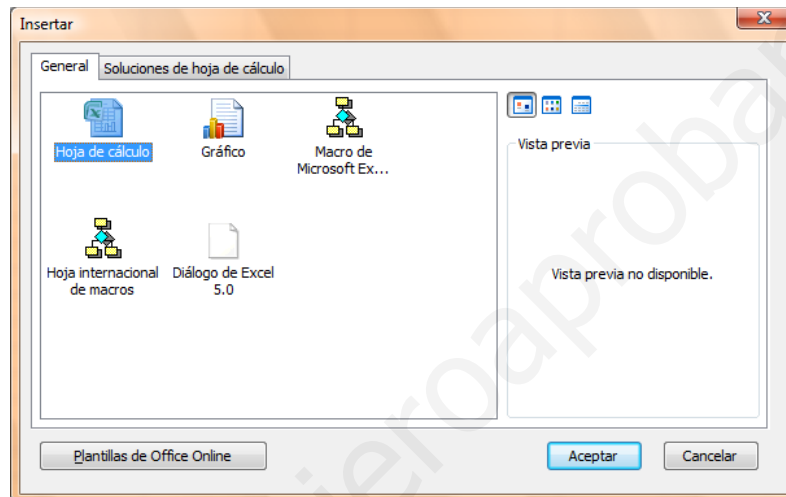 Insertar
General
Soluciones de hoja de cálculo
Hoja de cálculo
Gráfico
Macro de
Microsoft Ex...
Vista previa
Hoja internacional
de macros
Diálogo de Excel
5.0
Vista previa no disponible.
Plantillas de Office Online
Aceptar
Cancelar